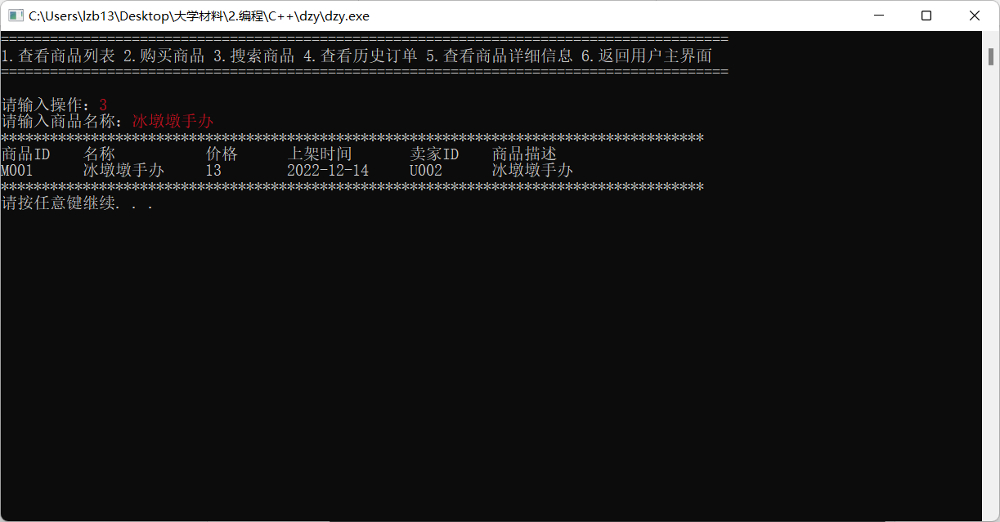 C:\Users\lzb13\Desktop\大学材料\2.编程\C++\dzy\dzy.exe
=========================================================================================
1.查看商品列表 2.购买商品 3.搜索商品 4.查看历史订单 5.查看商品详细信息 6.返回用户主界面
=========================================================================================
请输入操作：3
请输入商品名称：冰墩墩手办
**************************************************************************************
商品ID    名称           价格      上架时间       卖家ID    商品描述
M001      冰墩墩手办     13        2022-12-14     U002      冰墩墩手办
**************************************************************************************
请按任意键继续. . .